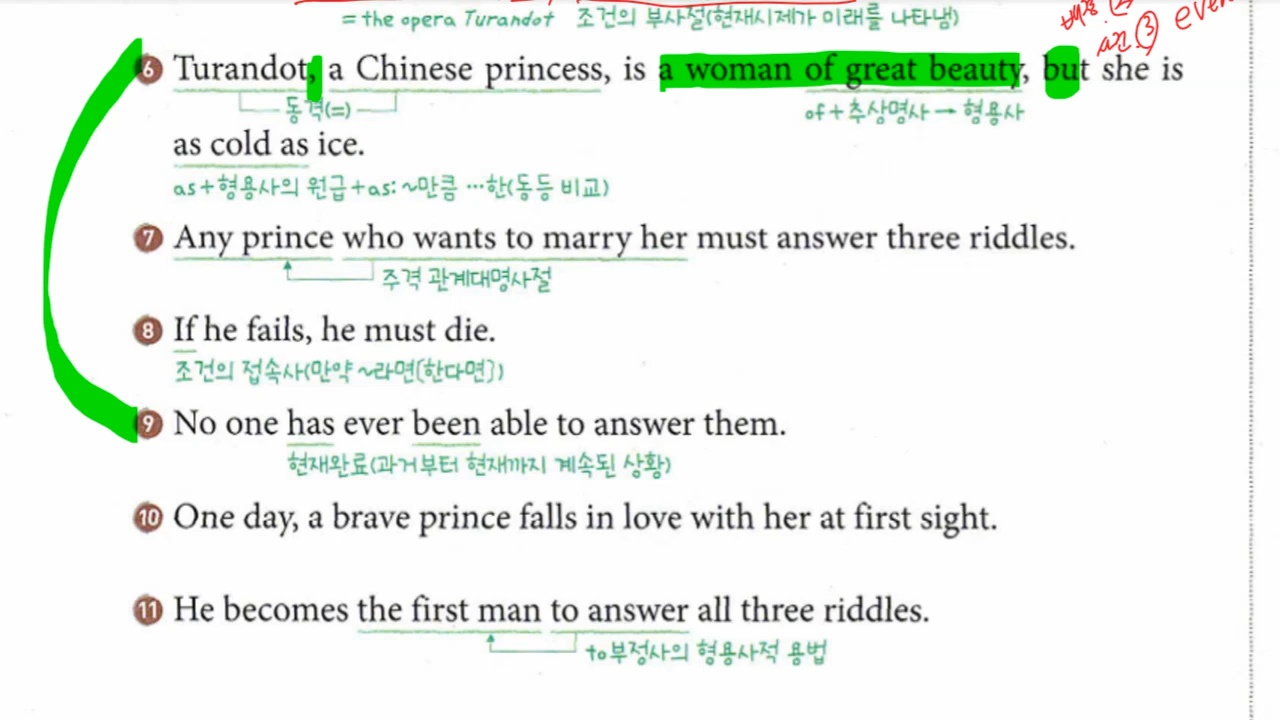 = the opera Turandot 조건의 부사절(현재시제가 미래를 나타냄)
배경
사건 ③ even
6 Turandot, a Chinese princess, is a woman of great beauty, but she is
동격(=)
of+추상명사→형용사
as cold as ice.
as+형용사의 원급+as: ~만큼 …한(동등 비교)
7 Any prince who wants to marry her must answer three riddles.
주격 관계대명사절
8 If he fails, he must die.
조건의 접속사(만약 ~라면[한다면])
9 No one has ever been able to answer them.
현재완료(과거부터 현재까지 계속된 상황)
10 One day, a brave prince falls in love with her at first sight.
11 He becomes the first man to answer all three riddles.
to부정사의 형용사적 용법